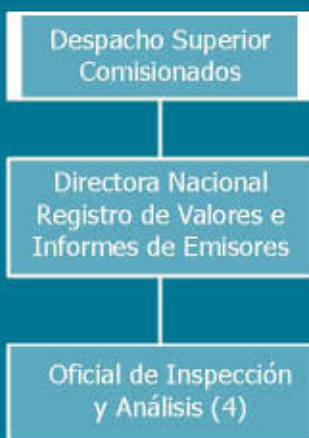 Despacho Superior
Comisionados
Directora Nacional
Registro de Valores e
Informes de Emisores
Oficial de Inspección
y Análisis (4)